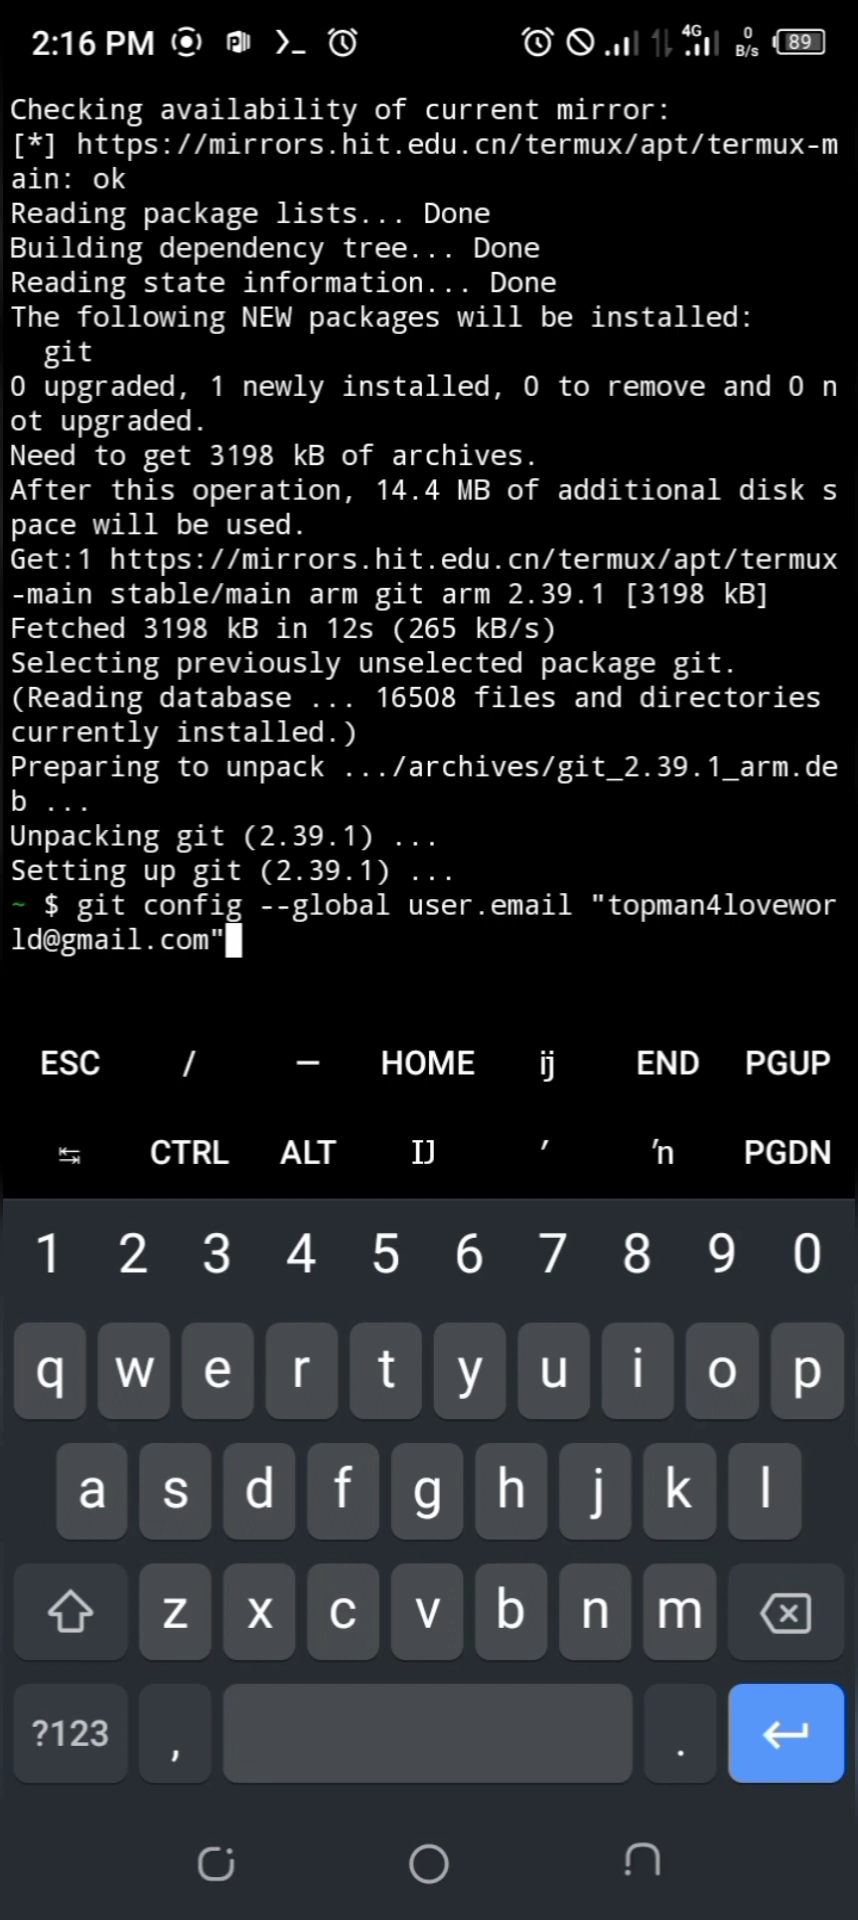 2:16 PM
4G
0
B/s
89
Checking availability of current mirror:
[*] https://mirrors.hit.edu.cn/termux/apt/termux-m
ain: ok
Reading package lists... Done
Building dependency tree... Done
Reading state information... Done
The following NEW packages will be installed:
  git
0 upgraded, 1 newly installed, 0 to remove and 0 n
ot upgraded.
Need to get 3198 kB of archives.
After this operation, 14.4 MB of additional disk s
pace will be used.
Get:1 https://mirrors.hit.edu.cn/termux/apt/termux
-main stable/main arm git arm 2.39.1 [3198 kB]
Fetched 3198 kB in 12s (265 kB/s)
Selecting previously unselected package git.
(Reading database ... 16508 files and directories
currently installed.)
Preparing to unpack .../archives/git_2.39.1_arm.de
b ...
Unpacking git (2.39.1) ...
Setting up git (2.39.1) ...
~ $ git config --global user.email "topman4lovewor
ld@gmail.com"
ESC / — HOME ĳ END PGUP
↹ CTRL ALT Ĳ ′ ŉ PGDN
1 2 3 4 5 6 7 8 9 0
q w e r t y u i o p
a s d f g h j k l
z x c v b n m
?123 , .